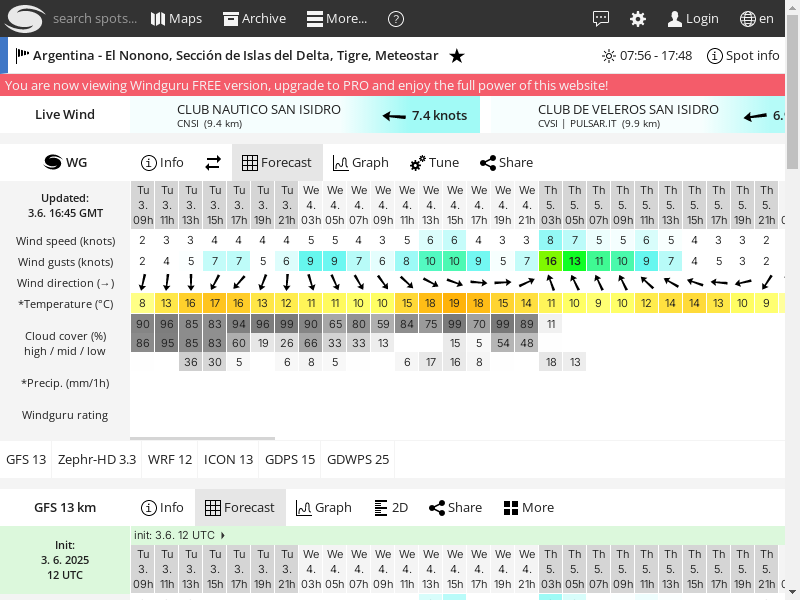 search spots... Maps Archive More... ? Login en
Argentina - El Nonono, Sección de Islas del Delta, Tigre, Meteostar ★ 07:56 - 17:48 Spot info
You are now viewing Windguru FREE version, upgrade to PRO and enjoy the full power of this website!
Live Wind CLUB NAUTICO SAN ISIDRO 7.4 knots CLUB DE VELEROS SAN ISIDRO 6.
CNSI (9.4 km) CVSI | PULSAR.IT (9.9 km)
WG Info Forecast Graph Tune Share
Tu Tu Tu Tu Tu Tu Tu We We We We We We We We We We Th Th Th Th Th Th Th Th Th Th
Updated: 3. 3. 3. 3. 3. 3. 3. 4. 4. 4. 4. 4. 4. 4. 4. 4. 4. 5. 5. 5. 5. 5. 5. 5. 5. 5. 5.
3.6. 16:45 GMT 09h 11h 13h 15h 17h 19h 21h 03h 05h 07h 09h 11h 13h 15h 17h 19h 21h 03h 05h 07h 09h 11h 13h 15h 17h 19h 21h
Wind speed (knots) 2 3 3 4 4 4 4 5 5 4 3 5 6 6 4 3 3 8 7 5 5 6 5 4 3 3 2
Wind gusts (knots) 2 4 5 7 7 5 6 9 9 7 6 8 10 10 9 5 7 16 13 11 10 9 7 4 5 3 2
Wind direction (→)
*Temperature (°C) 8 13 16 17 16 13 12 11 11 10 10 15 18 19 18 15 14 11 10 9 10 12 14 14 13 10 9
Cloud cover (%) 90 96 85 83 94 96 99 90 65 80 59 84 75 99 70 99 89 11
high / mid / low 86 95 85 83 60 19 26 66 33 33 13 15 5 54 48
36 30 5 6 8 5 6 17 16 8 18 13
*Precip. (mm/1h)
Windguru rating
GFS 13 Zephr-HD 3.3 WRF 12 ICON 13 GDPS 15 GDWPS 25
GFS 13 km Info Forecast Graph 2D Share More
init: 3.6. 12 UTC
Init: Tu Tu Tu Tu Tu Tu Tu We We We We We We We We We We Th Th Th Th Th Th Th Th Th Th
3. 6. 2025 3. 3. 3. 3. 3. 3. 3. 4. 4. 4. 4. 4. 4. 4. 4. 4. 4. 5. 5. 5. 5. 5. 5. 5. 5. 5. 5.
12 UTC 09h 11h 13h 15h 17h 19h 21h 03h 05h 07h 09h 11h 13h 15h 17h 19h 21h 03h 05h 07h 09h 11h 13h 15h 17h 19h 21h